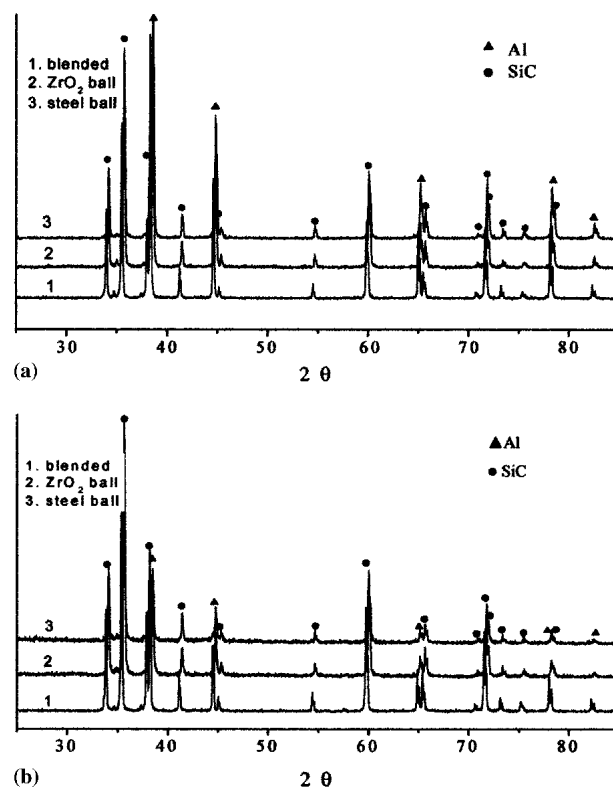 1. blended
2. ZrO₂ ball
3. steel ball
▲ Al
● SiC
3
2
1
30 40 50 60 70 80
(a)
2 θ
1. blended
2. ZrO₂ ball
3. steel ball
▲ Al
● SiC
3
2
1
30 40 50 60 70 80
(b)
2 θ